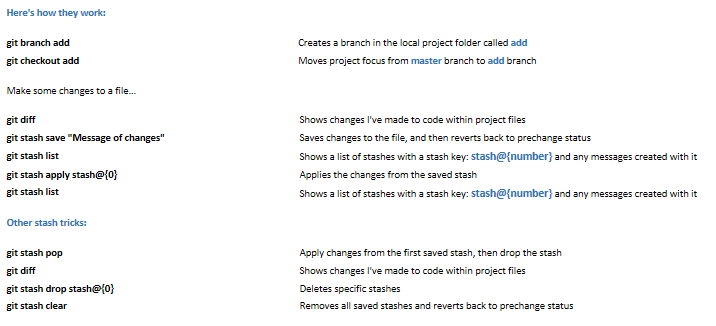 Here's how they work:
git branch add Creates a branch in the local project folder called add
git checkout add Moves project focus from master branch to add branch
Make some changes to a file...
git diff Shows changes I've made to code within project files
git stash save "Message of changes" Saves changes to the file, and then reverts back to prechange status
git stash list Shows a list of stashes with a stash key: stash@{number} and any messages created with it
git stash apply stash@{0} Applies the changes from the saved stash
git stash list Shows a list of stashes with a stash key: stash@{number} and any messages created with it
Other stash tricks:
git stash pop Apply changes from the first saved stash, then drop the stash
git diff Shows changes I've made to code within project files
git stash drop stash@{0} Deletes specific stashes
git stash clear Removes all saved stashes and reverts back to prechange status